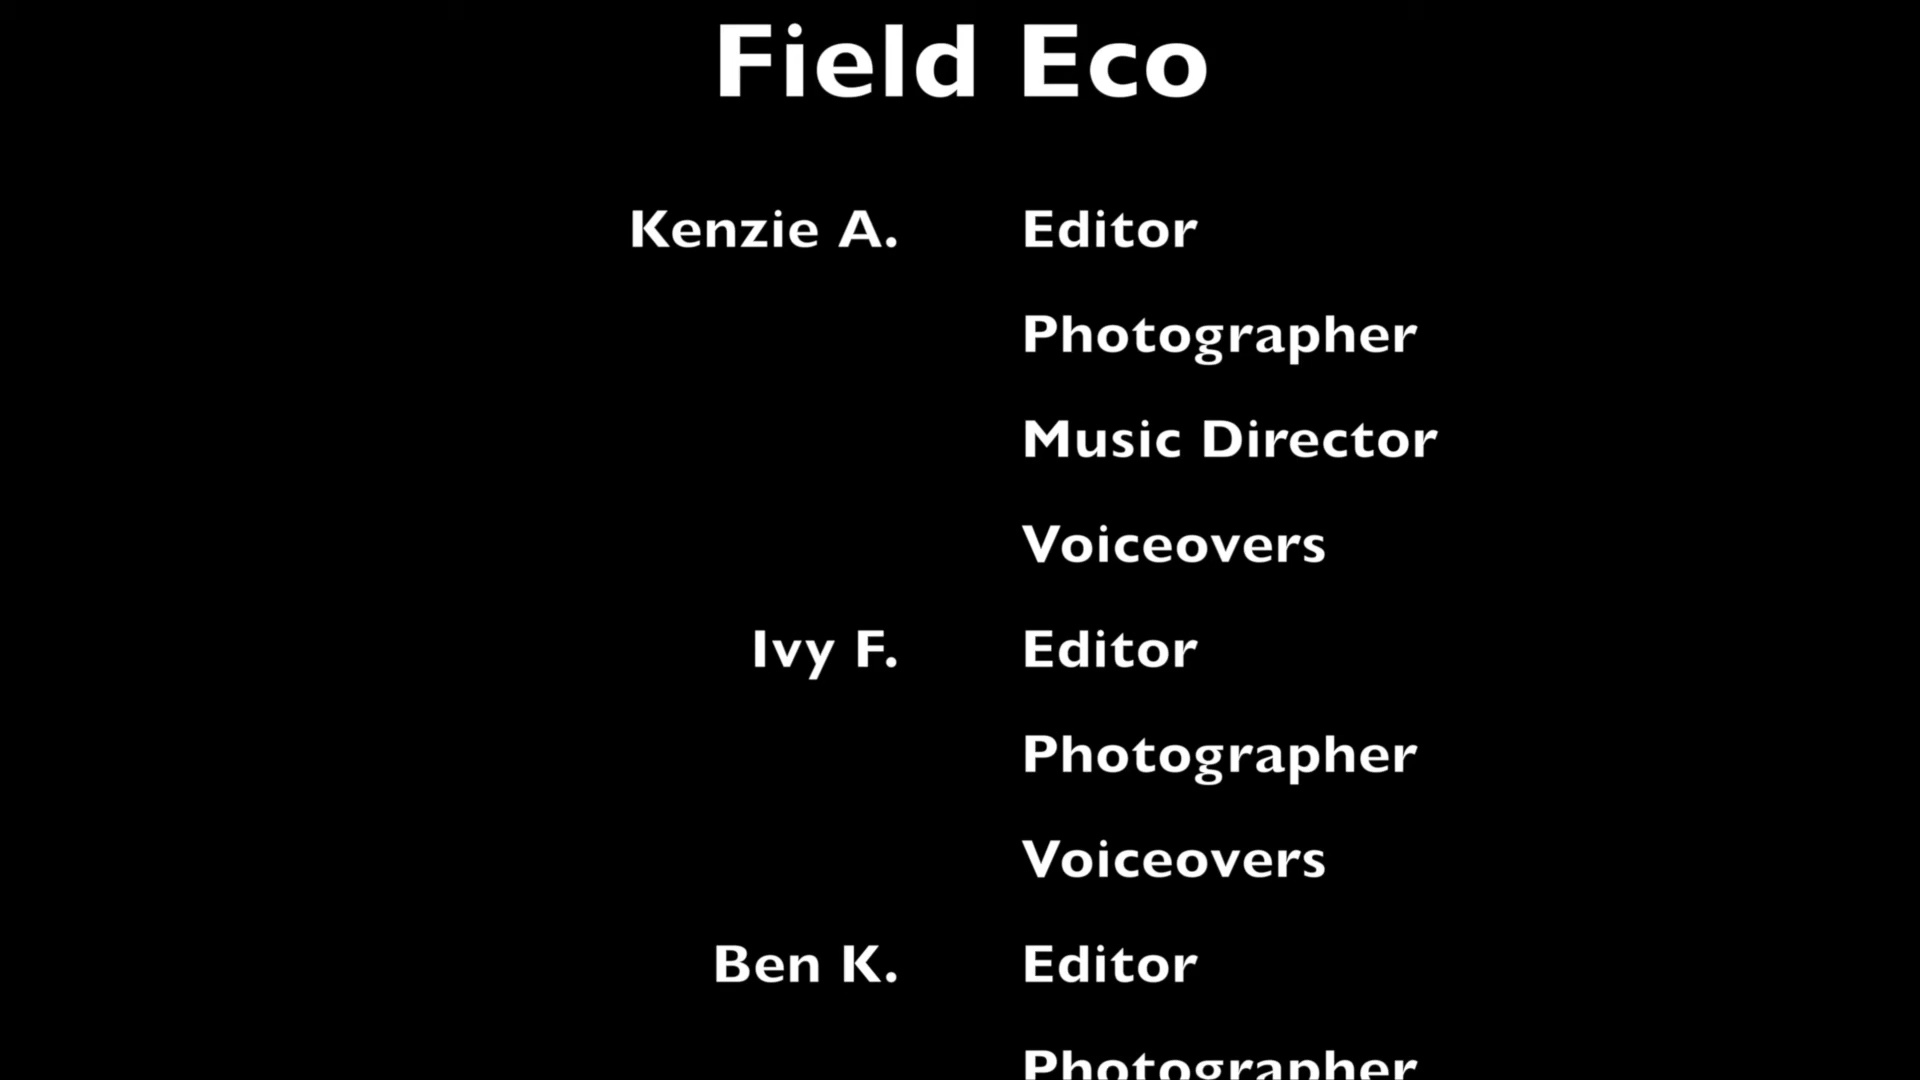 Field Eco
Kenzie A. Editor
Photographer
Music Director
Voiceovers
Ivy F. Editor
Photographer
Voiceovers
Ben K. Editor
Photographer